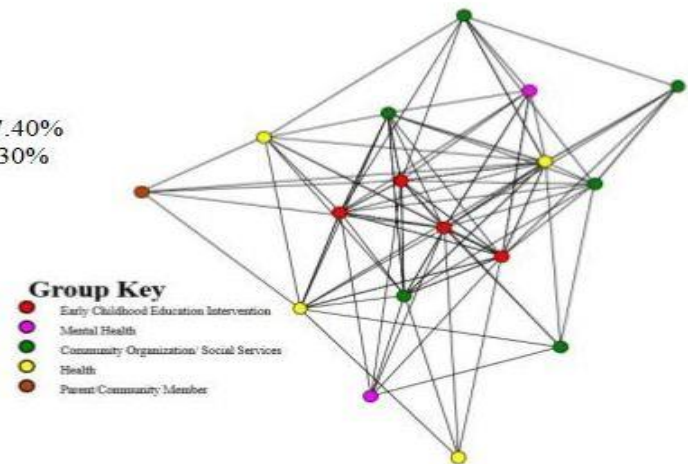 7.40%
30%
Group Key
Early Childhood Education Intervention
Mental Health
Community Organization/ Social Services
Health
Parent/Community Member